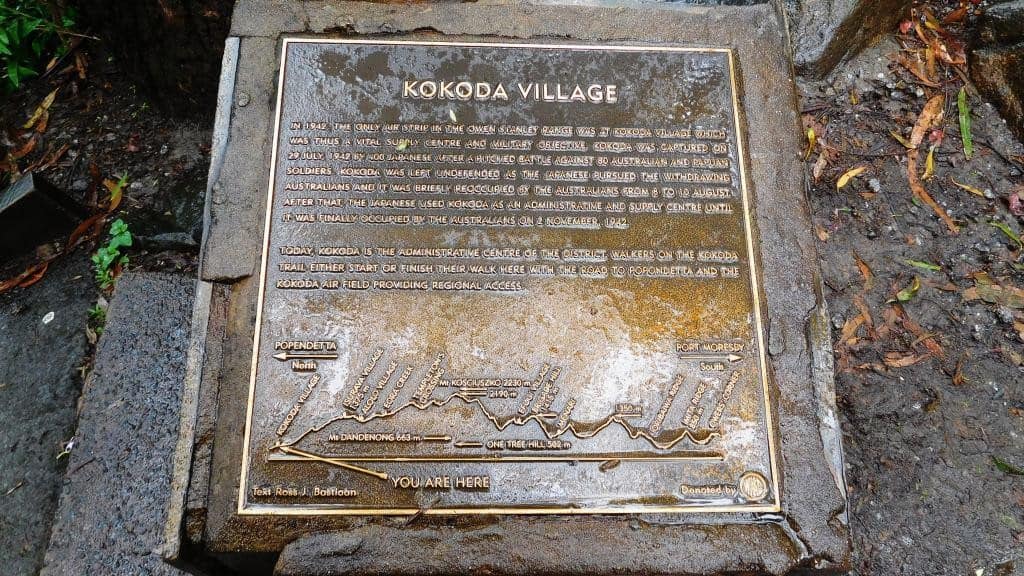 KOKODA VILLAGE
IN 1942, THE ONLY AIR STRIP IN THE OWEN STANLEY RANGE WAS AT KOKODA VILLAGE WHICH
WAS THUS A VITAL SUPPLY CENTRE AND MILITARY OBJECTIVE. KOKODA WAS CAPTURED ON
29 JULY, 1942 BY 400 JAPANESE AFTER A HITCHED BATTLE AGAINST 80 AUSTRALIAN AND PAPUAN
SOLDIERS. KOKODA WAS LEFT UNDEFENDED AS THE JAPANESE PURSUED THE WITHDRAWING
AUSTRALIANS AND IT WAS BRIEFLY REOCCUPIED BY THE AUSTRALIANS FROM 8 TO 10 AUGUST.
AFTER THAT, THE JAPANESE USED KOKODA AS AN ADMINISTRATIVE AND SUPPLY CENTRE UNTIL
IT WAS FINALLY OCCUPIED BY THE AUSTRALIANS ON 2 NOVEMBER, 1942.
TODAY, KOKODA IS THE ADMINISTRATIVE CENTRE OF THE DISTRICT. WALKERS ON THE KOKODA
TRAIL EITHER START OR FINISH THEIR WALK HERE WITH THE ROAD TO POPONDETTA AND THE
KOKODA AIR FIELD PROVIDING REGIONAL ACCESS.
POPENDETTA
North
PORT MORESBY
South
KOKODA VILLAGE
CREEK
Mt KOSCIUSZKO 2230 m
2190 m
Mt DANDENONG 663 m
ONE TREE HILL 502 m
YOU ARE HERE
Text Ross J. Bastiaan
Donated by